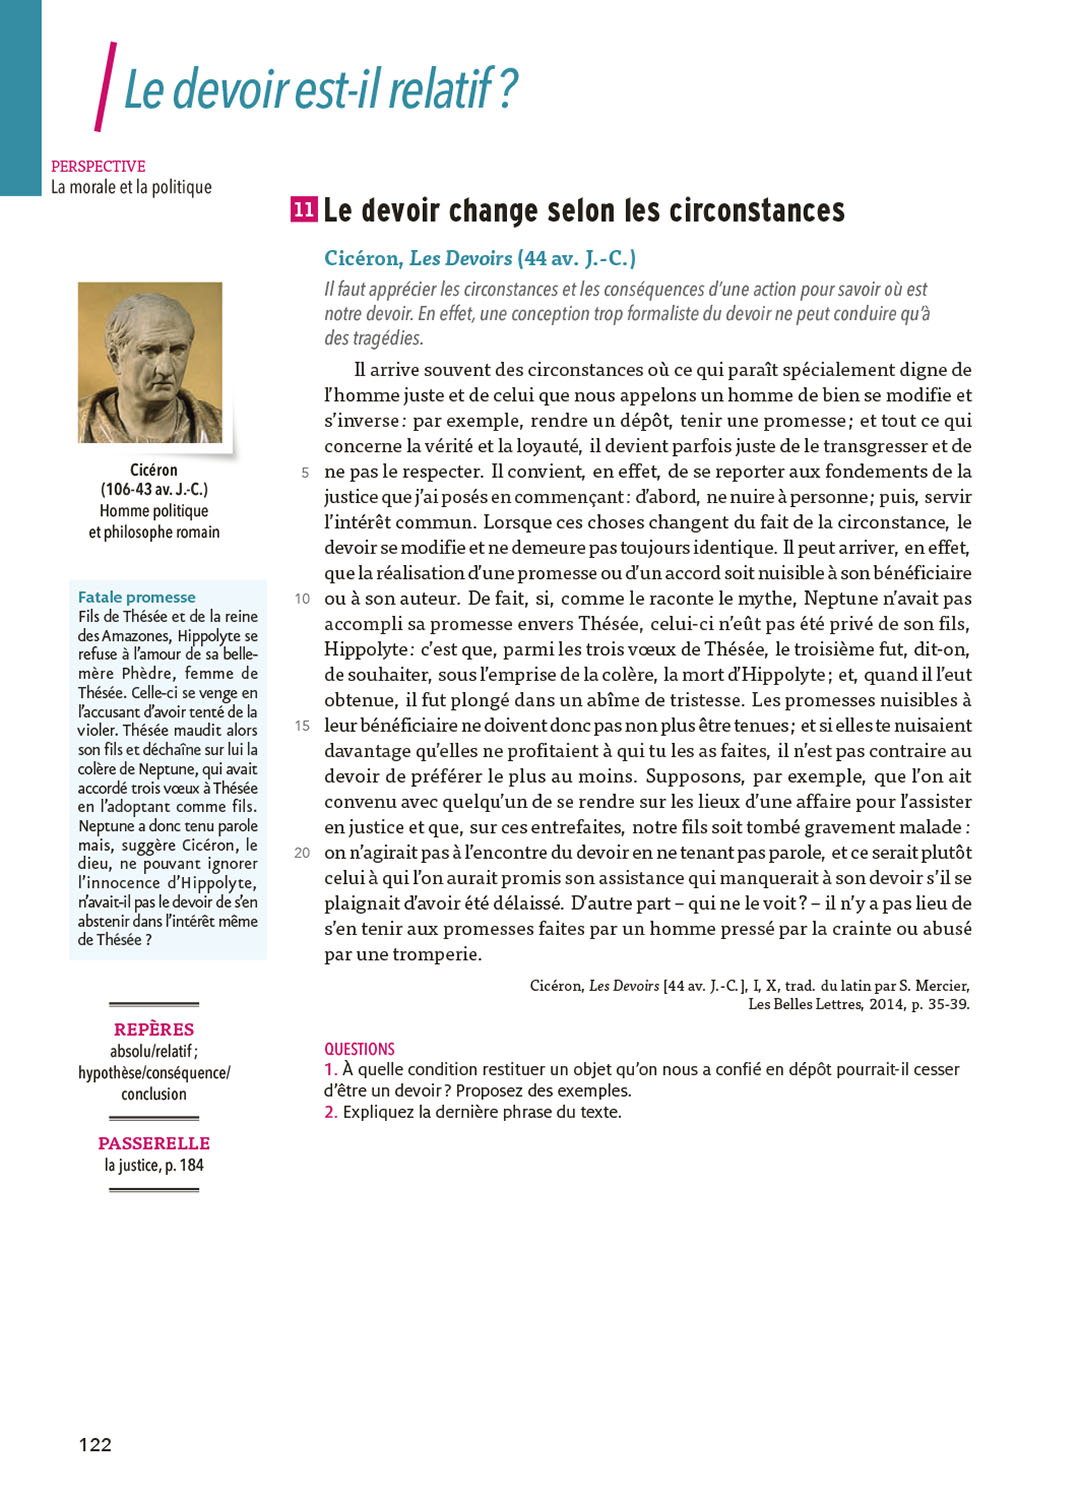 Le devoir est-il relatif ?
PERSPECTIVE
La morale et la politique
11 Le devoir change selon les circonstances
Cicéron, Les Devoirs (44 av. J.-C.)
Il faut apprécier les circonstances et les conséquences d’une action pour savoir où est
notre devoir. En effet, une conception trop formaliste du devoir ne peut conduire qu’à
des tragédies.
Il arrive souvent des circonstances où ce qui paraît spécialement digne de
l’homme juste et de celui que nous appelons un homme de bien se modifie et
s’inverse : par exemple, rendre un dépôt, tenir une promesse ; et tout ce qui
concerne la vérité et la loyauté, il devient parfois juste de le transgresser et de
5 ne pas le respecter. Il convient, en effet, de se reporter aux fondements de la
justice que j’ai posés en commençant : d’abord, ne nuire à personne ; puis, servir
l’intérêt commun. Lorsque ces choses changent du fait de la circonstance, le
devoir se modifie et ne demeure pas toujours identique. Il peut arriver, en effet,
que la réalisation d’une promesse ou d’un accord soit nuisible à son bénéficiaire
10 ou à son auteur. De fait, si, comme le raconte le mythe, Neptune n’avait pas
accompli sa promesse envers Thésée, celui-ci n’eût pas été privé de son fils,
Hippolyte : c’est que, parmi les trois vœux de Thésée, le troisième fut, dit-on,
de souhaiter, sous l’emprise de la colère, la mort d’Hippolyte ; et, quand il l’eut
obtenue, il fut plongé dans un abîme de tristesse. Les promesses nuisibles à
15 leur bénéficiaire ne doivent donc pas non plus être tenues ; et si elles te nuisaient
davantage qu’elles ne profitaient à qui tu les as faites, il n’est pas contraire au
devoir de préférer le plus au moins. Supposons, par exemple, que l’on ait
convenu avec quelqu’un de se rendre sur les lieux d’une affaire pour l’assister
en justice et que, sur ces entrefaites, notre fils soit tombé gravement malade :
20 on n’agirait pas à l’encontre du devoir en ne tenant pas parole, et ce serait plutôt
celui à qui l’on aurait promis son assistance qui manquerait à son devoir s’il se
plaignait d’avoir été délaissé. D’autre part – qui ne le voit ? – il n’y a pas lieu de
s’en tenir aux promesses faites par un homme pressé par la crainte ou abusé
par une tromperie.
Cicéron, Les Devoirs [44 av. J.-C.], I, X, trad. du latin par S. Mercier,
Les Belles Lettres, 2014, p. 35-39.
QUESTIONS
1. À quelle condition restituer un objet qu’on nous a confié en dépôt pourrait-il cesser
d’être un devoir ? Proposez des exemples.
2. Expliquez la dernière phrase du texte.
Cicéron
(106-43 av. J.-C.)
Homme politique
et philosophe romain
Fatale promesse
Fils de Thésée et de la reine
des Amazones, Hippolyte se
refuse à l’amour de sa belle-
mère Phèdre, femme de
Thésée. Celle-ci se venge en
l’accusant d’avoir tenté de la
violer. Thésée maudit alors
son fils et déchaîne sur lui la
colère de Neptune, qui avait
accordé trois vœux à Thésée
en l’adoptant comme fils.
Neptune a donc tenu parole
mais, suggère Cicéron, le
dieu, ne pouvant ignorer
l’innocence d’Hippolyte,
n’avait-il pas le devoir de s’en
abstenir dans l’intérêt même
de Thésée ?
REPÈRES
absolu/relatif ;
hypothèse/conséquence/
conclusion
PASSERELLE
la justice, p. 184
122